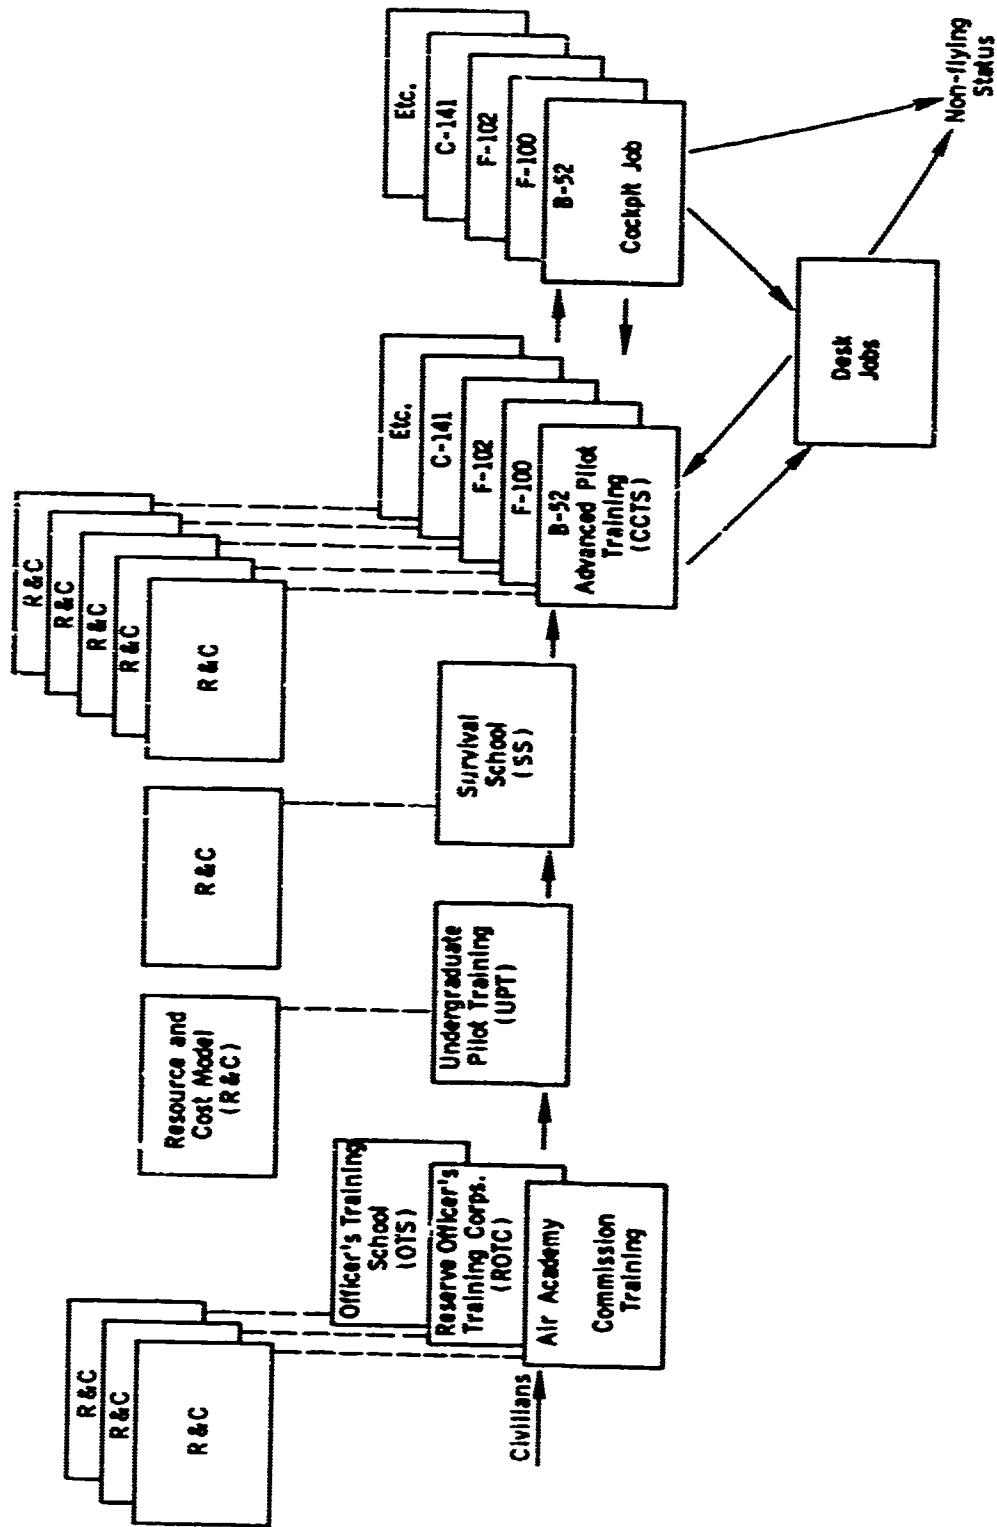 R&C
R&C
R&C
Resource and
Cost Model
(R&C)
R&C
R&C
R&C
R&C
R&C
R&C
Officer's Training
School
(OTS)
Reserve Officer's
Training Corps.
(ROTC)
Air Academy
Commission
Training
Civilians
Undergraduate
Pilot Training
(UPT)
Survival
School
(SS)
Etc.
C-141
F-102
F-100
B-52
Advanced Pilot
Training
(CCTS)
Etc.
C-141
F-102
F-100
B-52
Cockpit Job
Desk
Jobs
Non-flying
Status